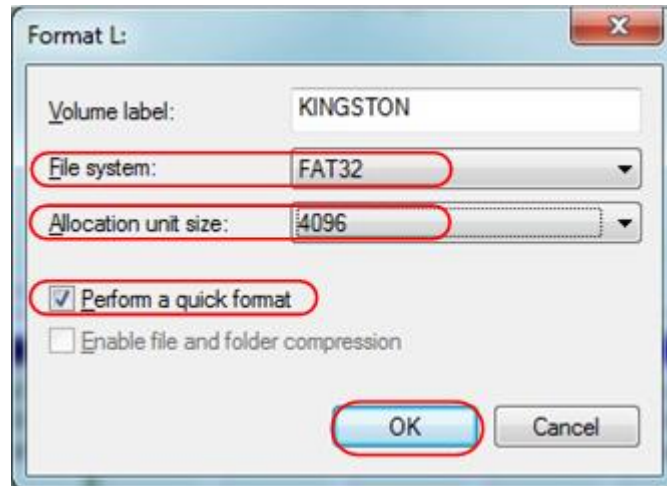 Format L:
Volume label: KINGSTON
File system: FAT32
Allocation unit size: 4096
Perform a quick format
Enable file and folder compression
OK Cancel